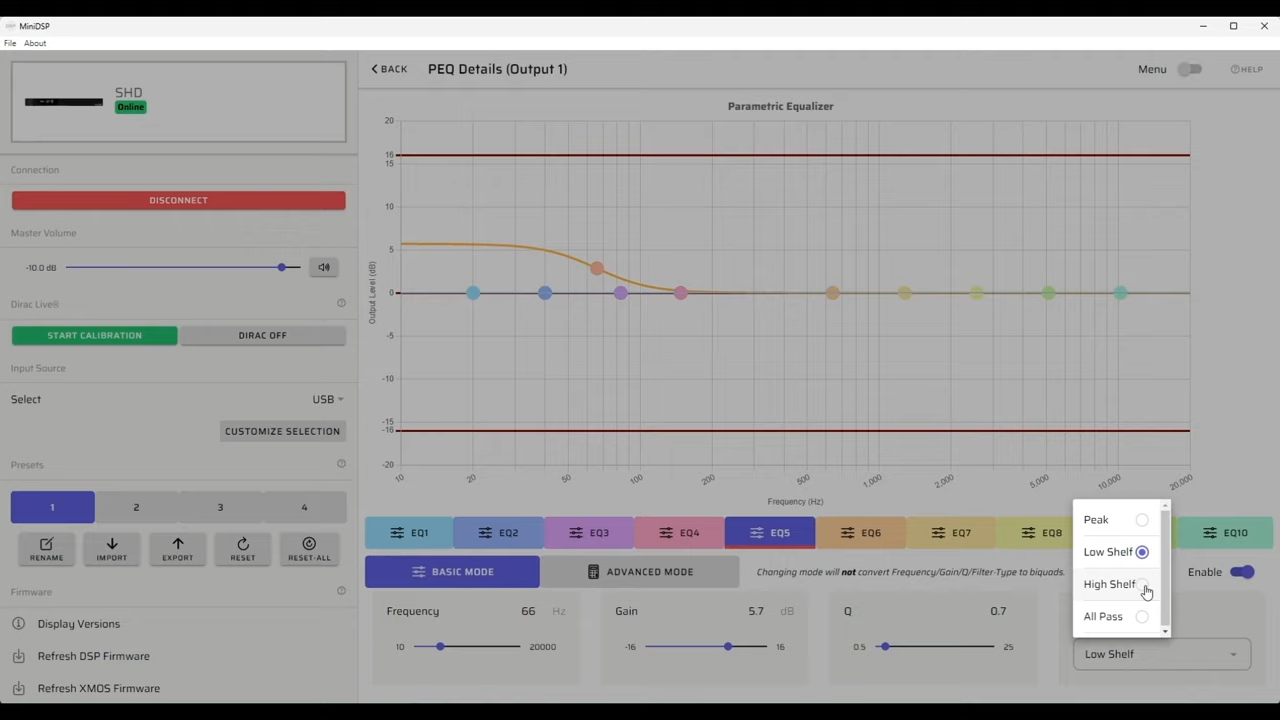 MiniDSP
File About
SHD
Online
Connection
DISCONNECT
Master Volume
-10.0 dB
Dirac Live®
START CALIBRATION
DIRAC OFF
Input Source
Select
USB
CUSTOMIZE SELECTION
Presets
1 2 3 4
RENAME IMPORT EXPORT RESET RESET-ALL
Firmware
Display Versions
Refresh DSP Firmware
Refresh XMOS Firmware
BACK
PEQ Details (Output 1)
Menu
HELP
Parametric Equalizer
20
16
15
10
5
0
-5
-10
-15
-16
-20
Output Level (dB)
10 20 50 100 200 500 1,000 2,000 5,000 10,000 20,000
Frequency (Hz)
EQ1 EQ2 EQ3 EQ4 EQ5 EQ6 EQ7 EQ8 EQ10
BASIC MODE
ADVANCED MODE
Changing mode will not convert Frequency/Gain/Q/Filter-Type to biquads.
Enable
Frequency 66 Hz
10 20000
Gain 5.7 dB
-16 16
Q 0.7
0.5 25
Peak
Low Shelf
High Shelf
All Pass
Low Shelf